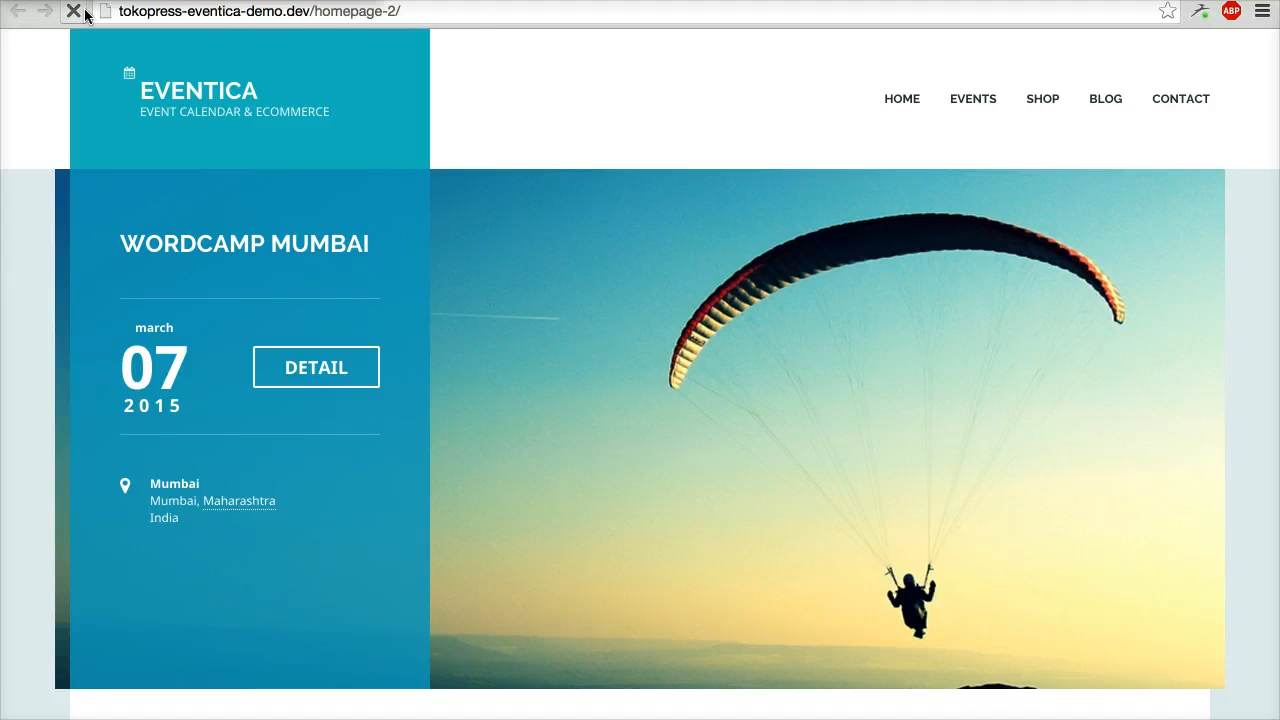 tokopress-eventica-demo.dev/homepage-2/
ABP
EVENTICA
EVENT CALENDAR & ECOMMERCE
HOME EVENTS SHOP BLOG CONTACT
WORDCAMP MUMBAI
march
07
2015
DETAIL
Mumbai
Mumbai, Maharashtra
India